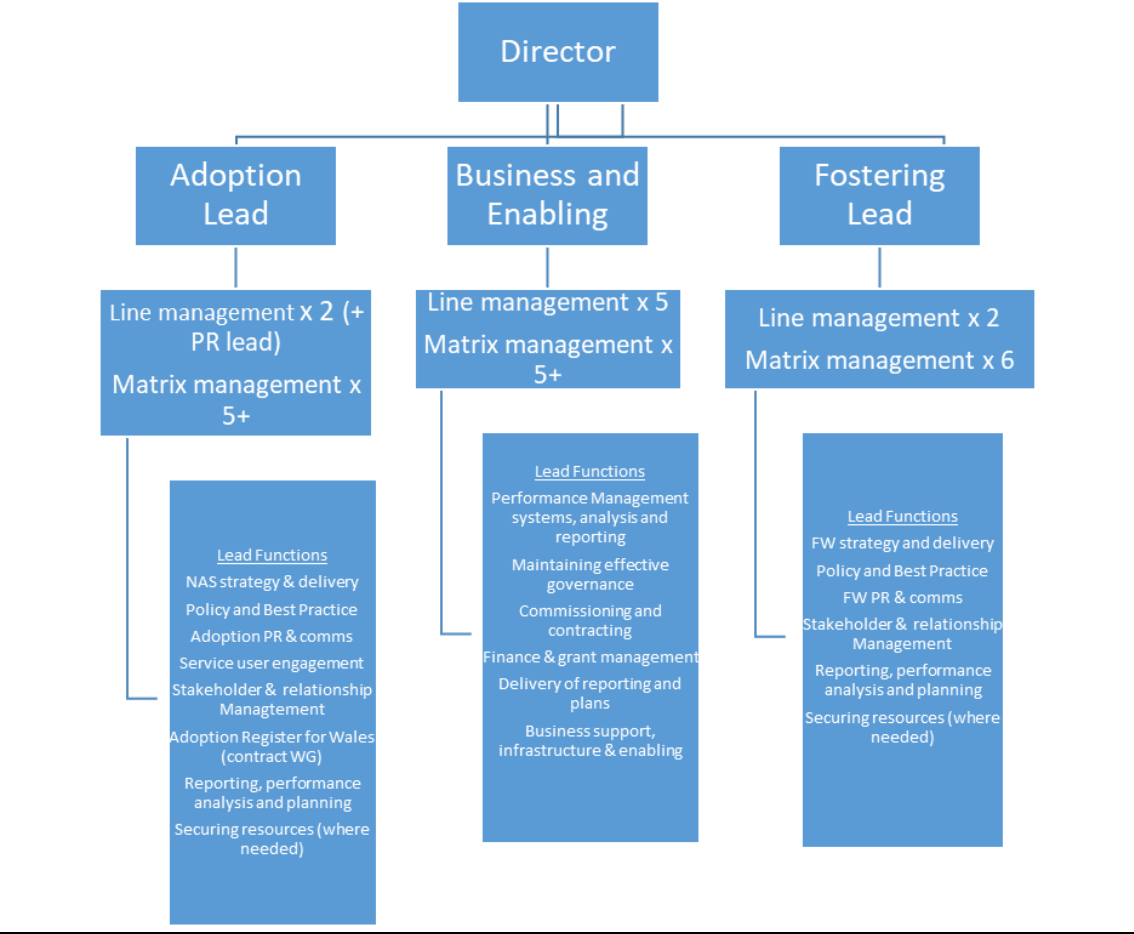 Director
Adoption
Lead
Business and
Enabling
Fostering
Lead
Line management x 2 (+
PR lead)
Matrix management x
5+
Line management x 5
Matrix management x
5+
Line management x 2
Matrix management x 6
Lead Functions
NAS strategy & delivery
Policy and Best Practice
Adoption PR & comms
Service user engagement
Stakeholder & relationship
Managtement
Adoption Register for Wales
(contract WG)
Reporting, performance
analysis and planning
Securing resources (where
needed)
Lead Functions
Performance Management
systems, analysis and
reporting
Maintaining effective
governance
Commissioning and
contracting
Finance & grant management
Delivery of reporting and
plans
Business support,
infrastructure & enabling
Lead Functions
FW strategy and delivery
Policy and Best Practice
FW PR & comms
Stakeholder & relationship
Management
Reporting, performance
analysis and planning
Securing resources (where
needed)